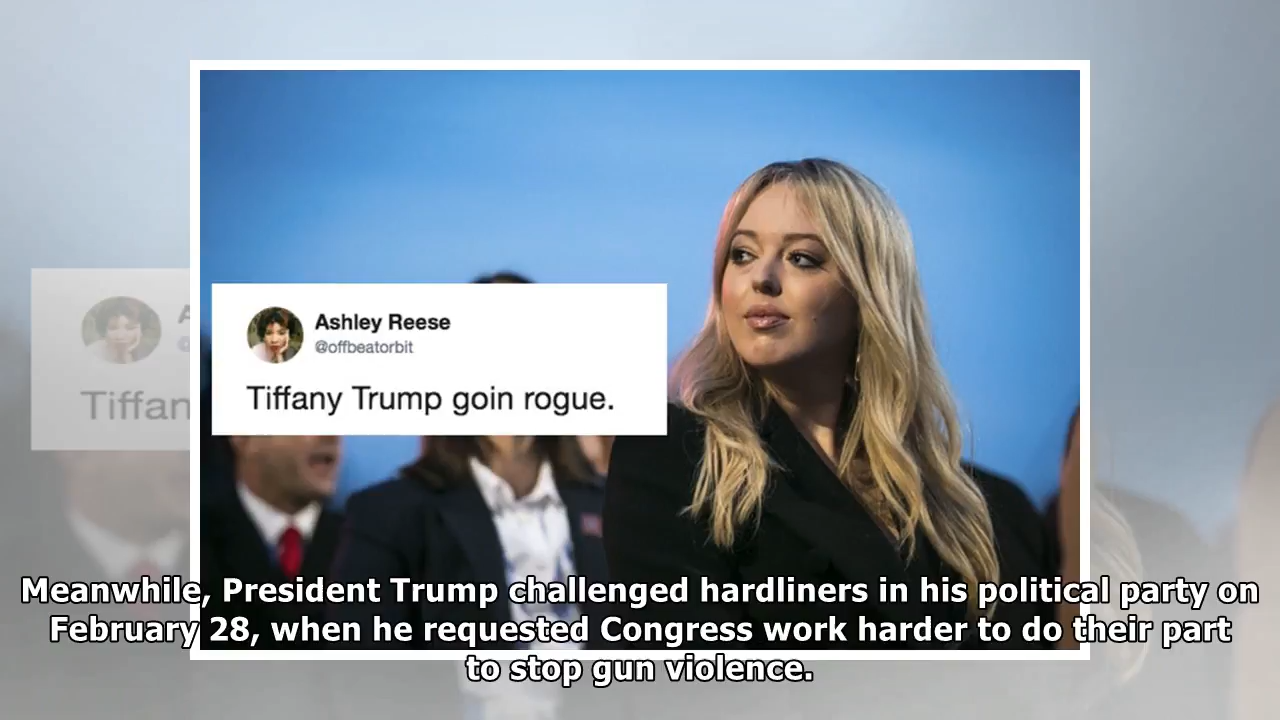 Ashley Reese
@offbeatorbit
Tiffany Trump goin rogue.
Tiffan
Meanwhile, President Trump challenged hardliners in his political party on
February 28, when he requested Congress work harder to do their part
to stop gun violence.